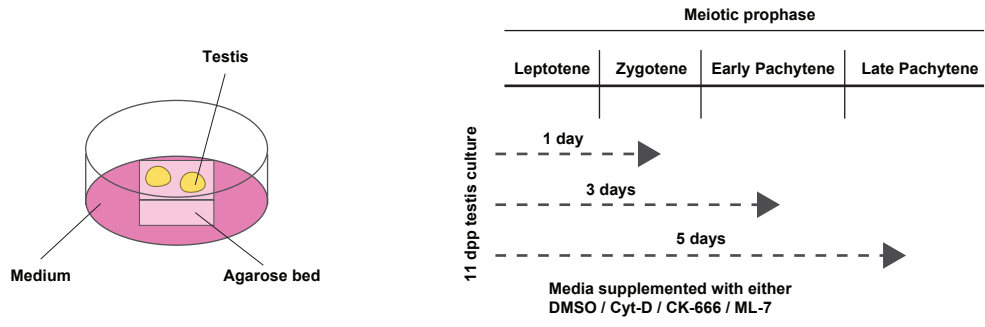 Testis
Medium
Agarose bed
Meiotic prophase
Leptotene
Zygotene
Early Pachytene
Late Pachytene
11 dpp testis culture
1 day
3 days
5 days
Media supplemented with either
DMSO / Cyt-D / CK-666 / ML-7